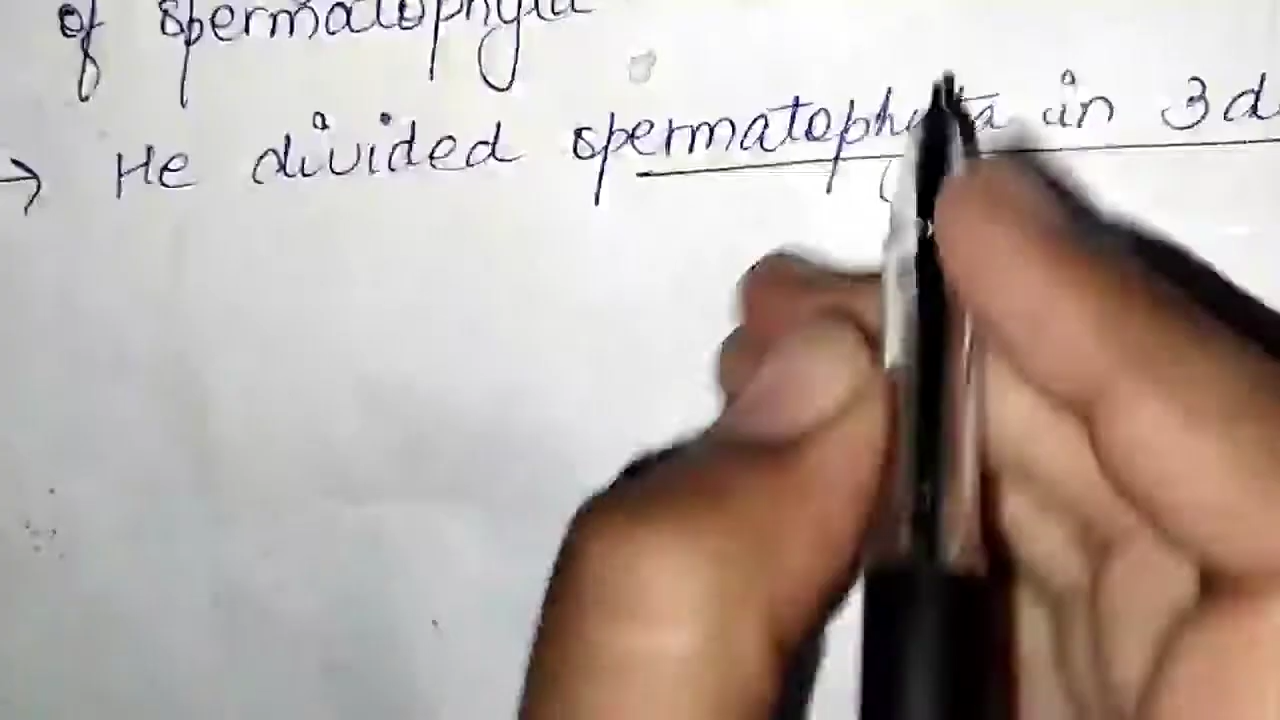 of spermatophyta
→ He divided spermatophyta in 3 d